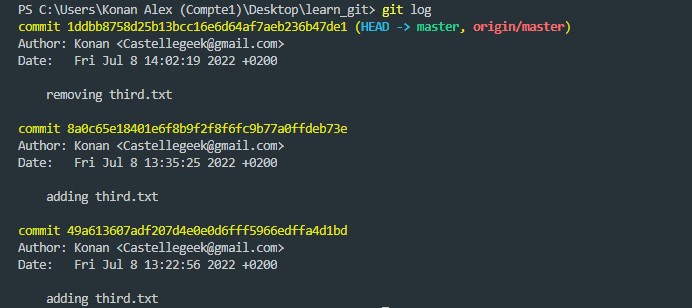 PS C:\Users\Konan Alex (Compte1)\Desktop\learn_git> git log
commit 1ddbb8758d25b13bcc16e6d64af7aeb236b47de1 (HEAD -> master, origin/master)
Author: Konan <Castellegeek@gmail.com>
Date:   Fri Jul 8 14:02:19 2022 +0200
    removing third.txt
commit 8a0c65e18401e6f8b9f2f8f6fc9b77a0ffdeb73e
Author: Konan <Castellegeek@gmail.com>
Date:   Fri Jul 8 13:35:25 2022 +0200
    adding third.txt
commit 49a613607adf207d4e0e0d6fff5966edffa4d1bd
Author: Konan <Castellegeek@gmail.com>
Date:   Fri Jul 8 13:22:56 2022 +0200
    adding third.txt